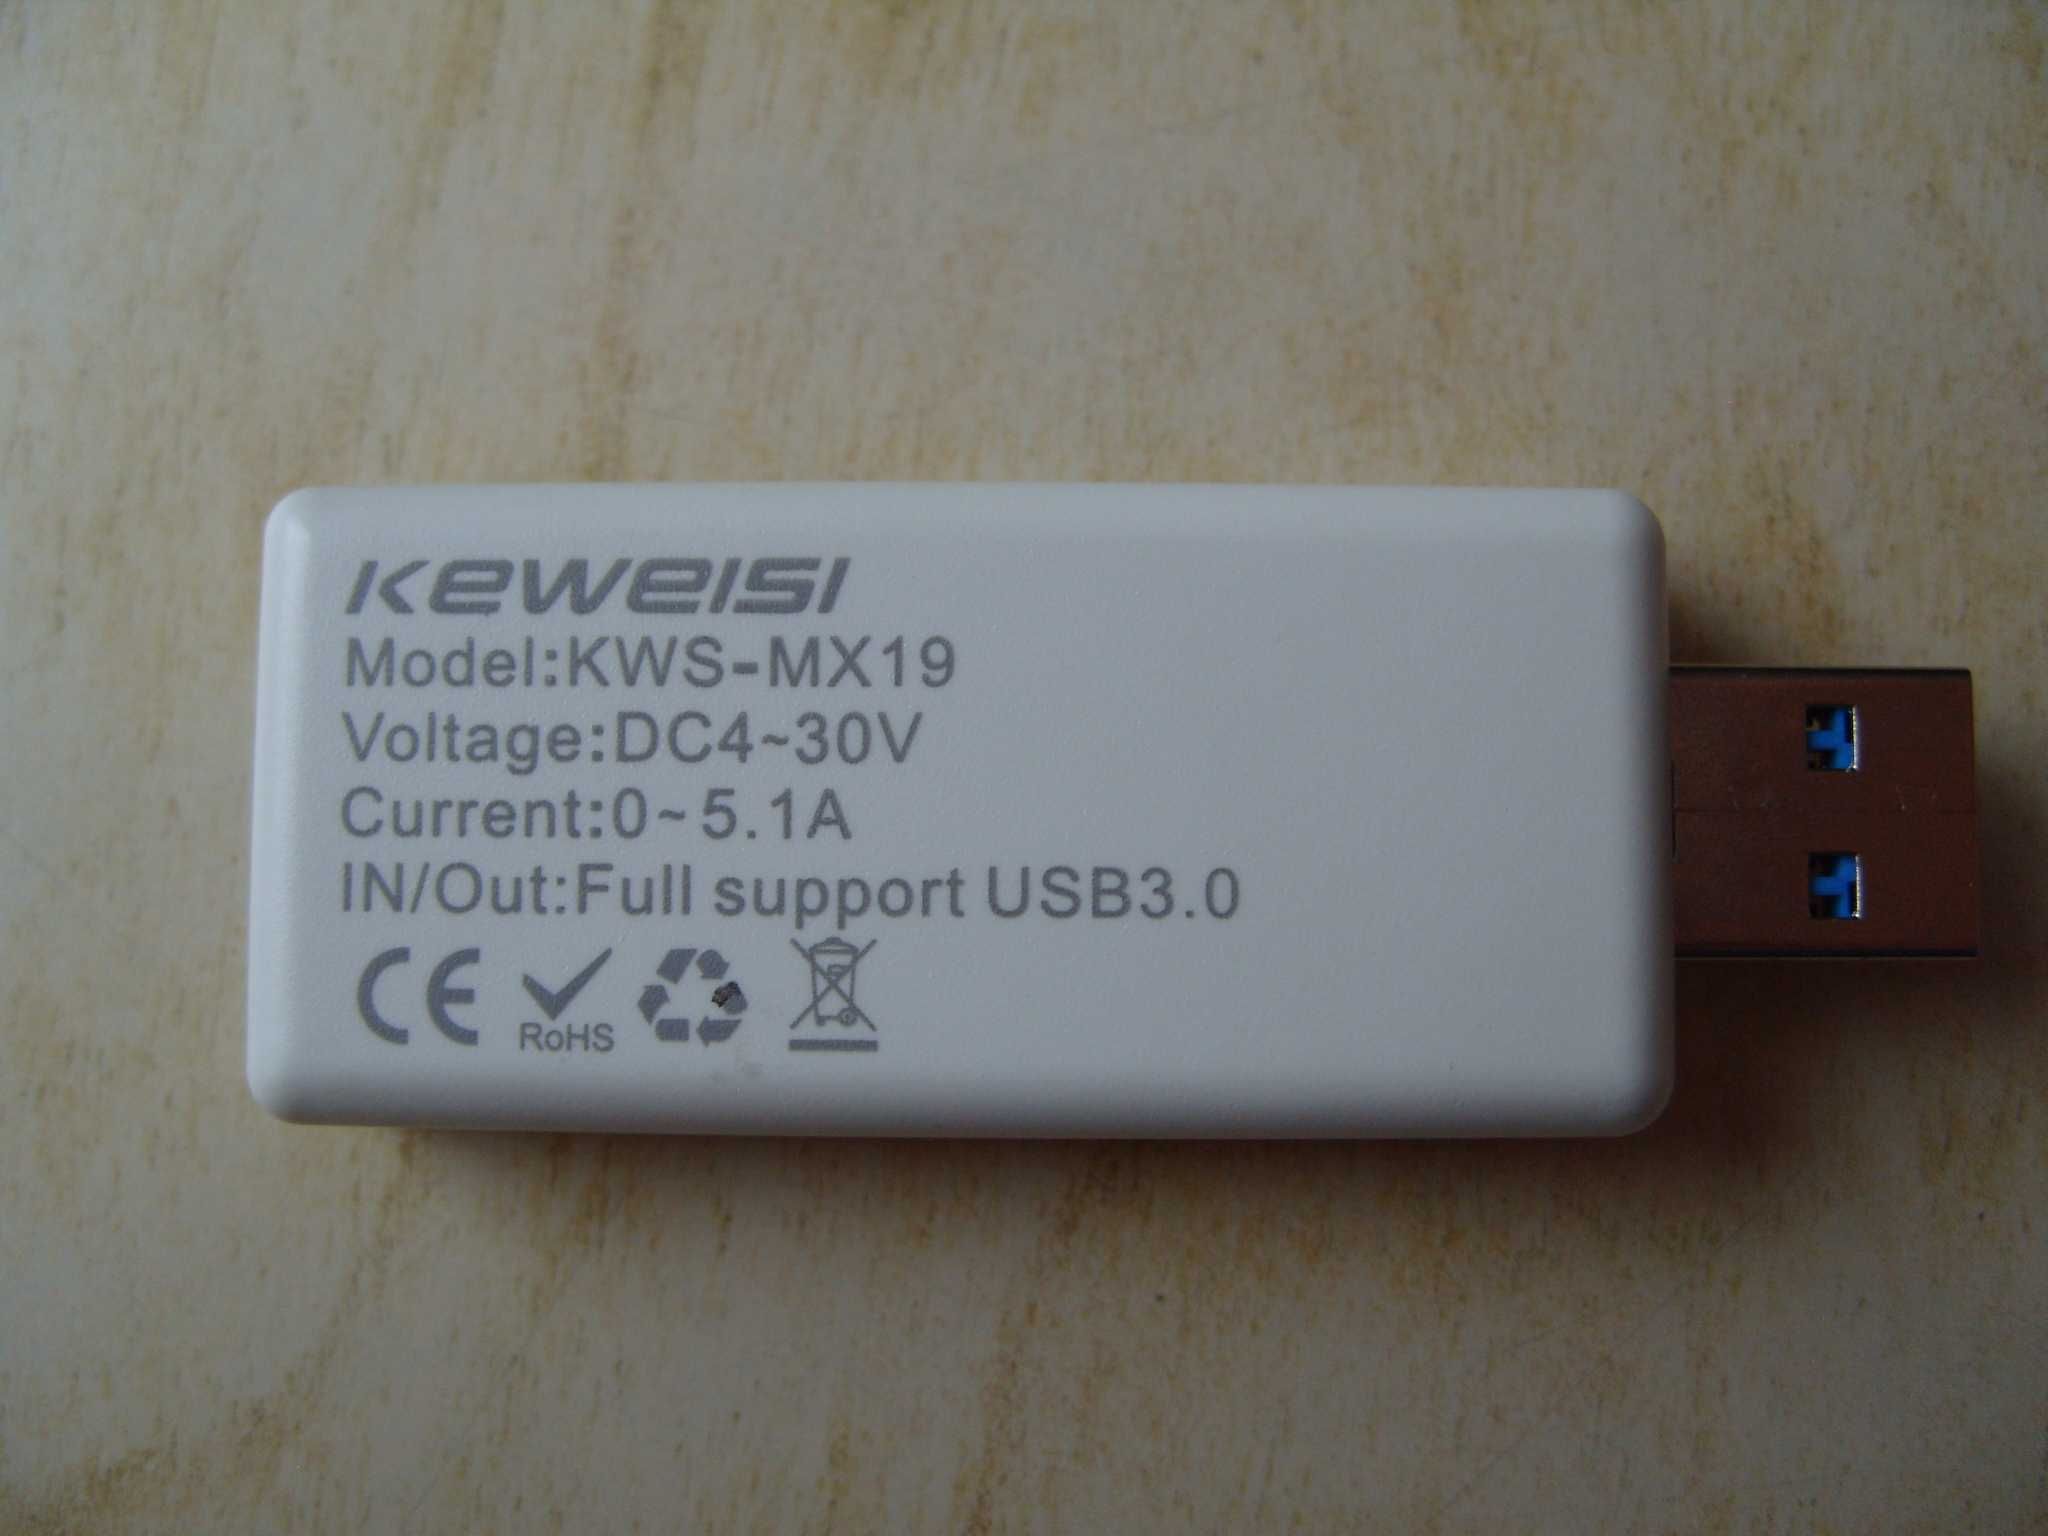 KEWEISI
Model:KWS-MX19
Voltage:DC4~30V
Current:0~5.1A
IN/Out:Full support USB3.0
CE RoHS